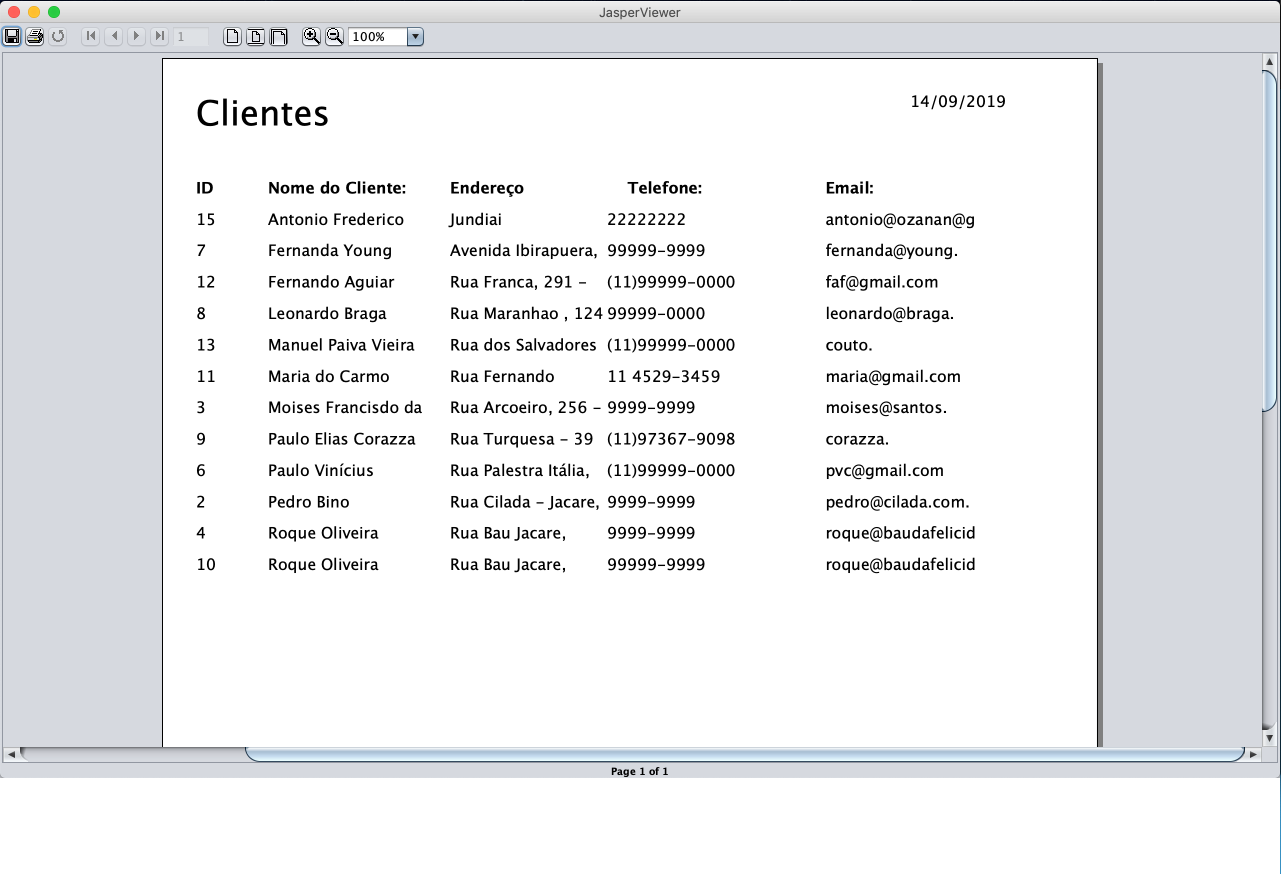 JasperViewer
1 100%
Clientes 14/09/2019
ID Nome do Cliente: Endereço Telefone: Email:
15 Antonio Frederico Jundiai 22222222 antonio@ozanan@g
7 Fernanda Young Avenida Ibirapuera, 99999-9999 fernanda@young.
12 Fernando Aguiar Rua Franca, 291 - (11)99999-0000 faf@gmail.com
8 Leonardo Braga Rua Maranhao , 124 99999-0000 leonardo@braga.
13 Manuel Paiva Vieira Rua dos Salvadores (11)99999-0000 couto.
11 Maria do Carmo Rua Fernando 11 4529-3459 maria@gmail.com
3 Moises Francisdo da Rua Arcoeiro, 256 - 9999-9999 moises@santos.
9 Paulo Elias Corazza Rua Turquesa - 39 (11)97367-9098 corazza.
6 Paulo Vinícius Rua Palestra Itália, (11)99999-0000 pvc@gmail.com
2 Pedro Bino Rua Cilada - Jacare, 9999-9999 pedro@cilada.com.
4 Roque Oliveira Rua Bau Jacare, 9999-9999 roque@baudafelicid
10 Roque Oliveira Rua Bau Jacare, 99999-9999 roque@baudafelicid
Page 1 of 1